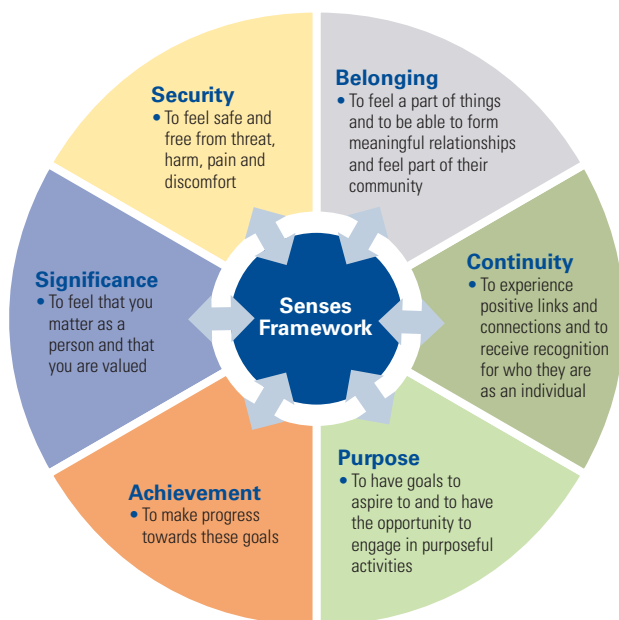 Security
• To feel safe and
free from threat,
harm, pain and
discomfort
Belonging
• To feel a part of things
and to be able to form
meaningful relationships
and feel part of their
community
Continuity
• To experience
positive links and
connections and to
receive recognition
for who they are
as an individual
Purpose
• To have goals to
aspire to and to have
the opportunity to
engage in purposeful
activities
Achievement
• To make progress
towards these goals
Significance
• To feel that you
matter as a
person and that
you are valued
Senses
Framework